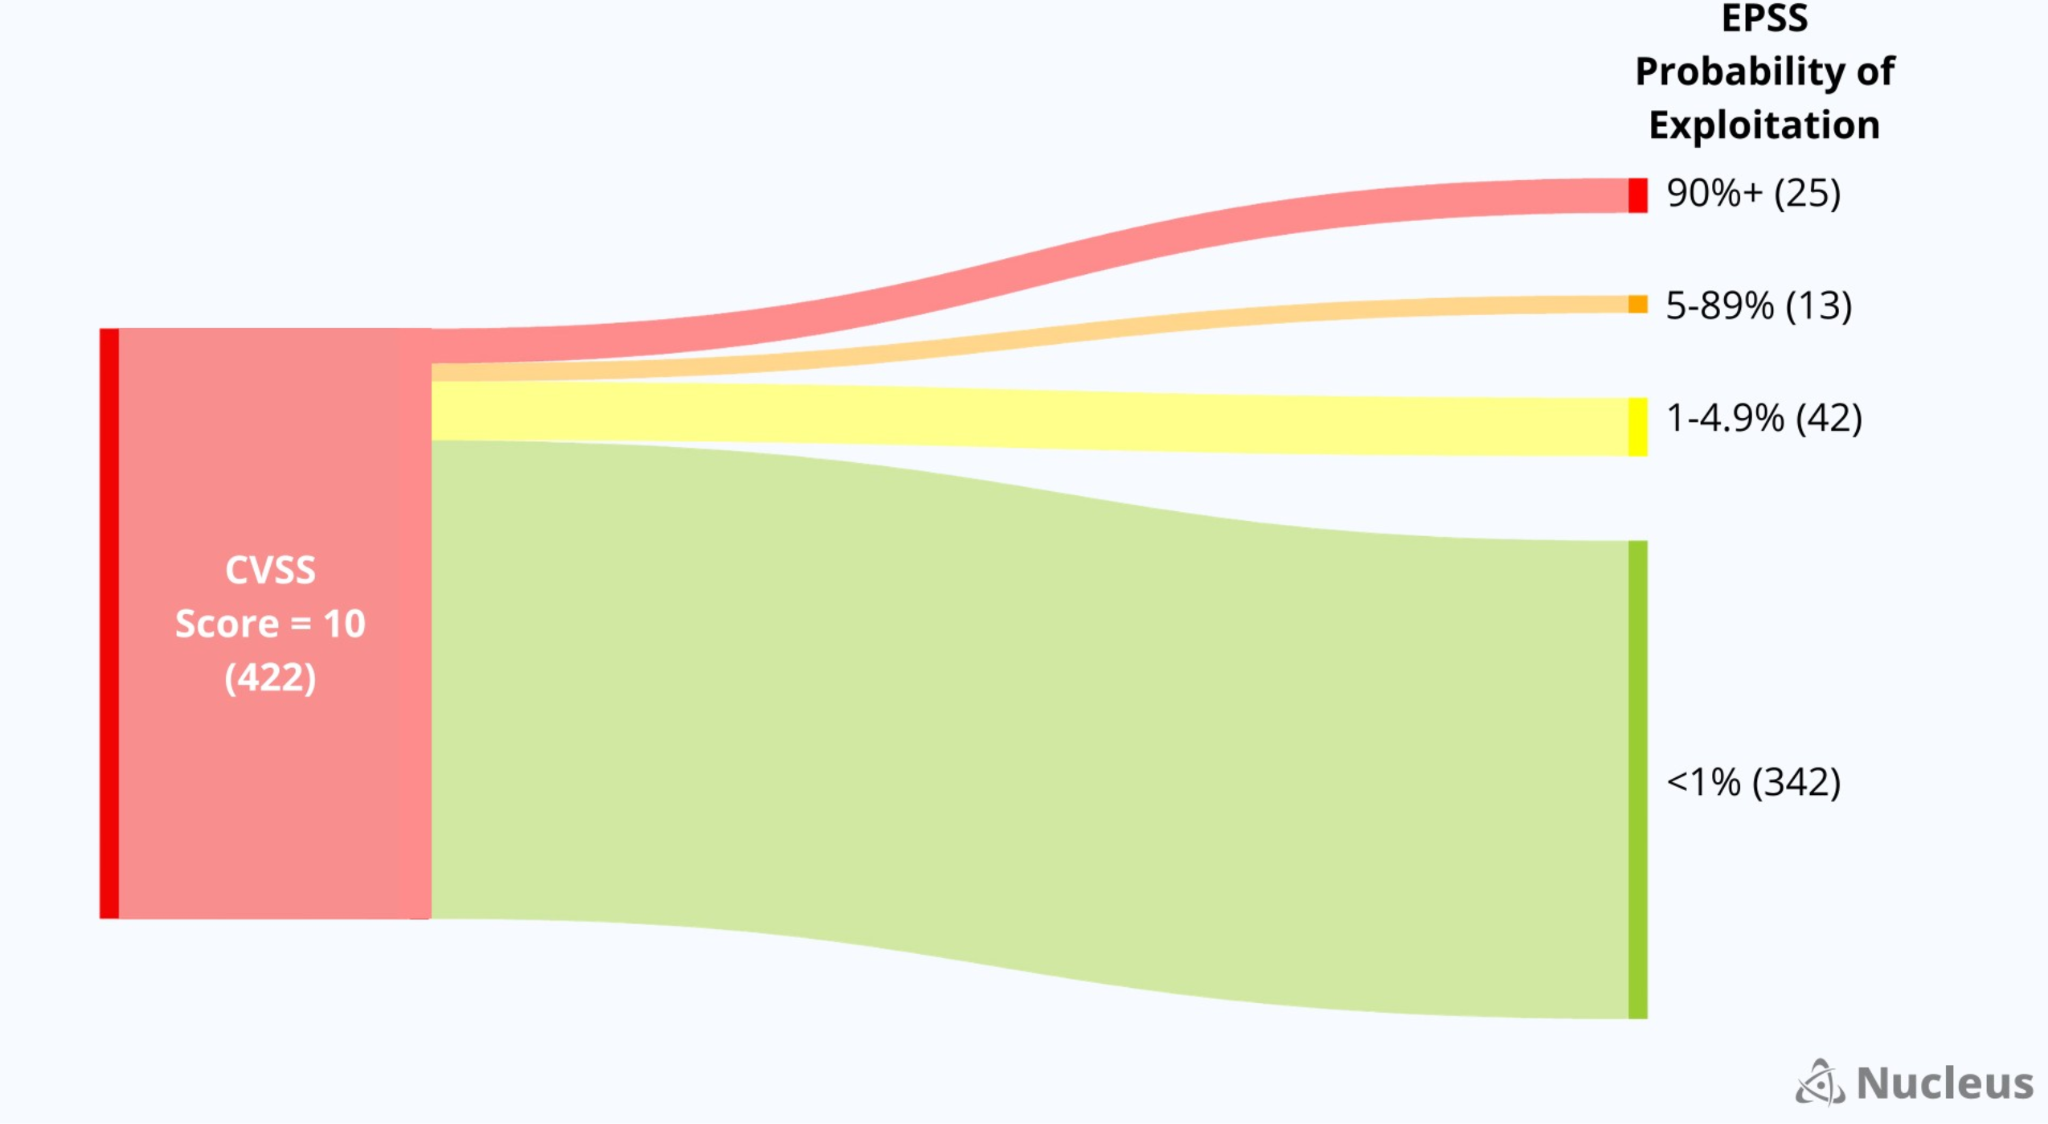 EPSS
Probability of
Exploitation
90%+ (25)
5-89% (13)
1-4.9% (42)
CVSS
Score = 10
(422)
<1% (342)
Nucleus